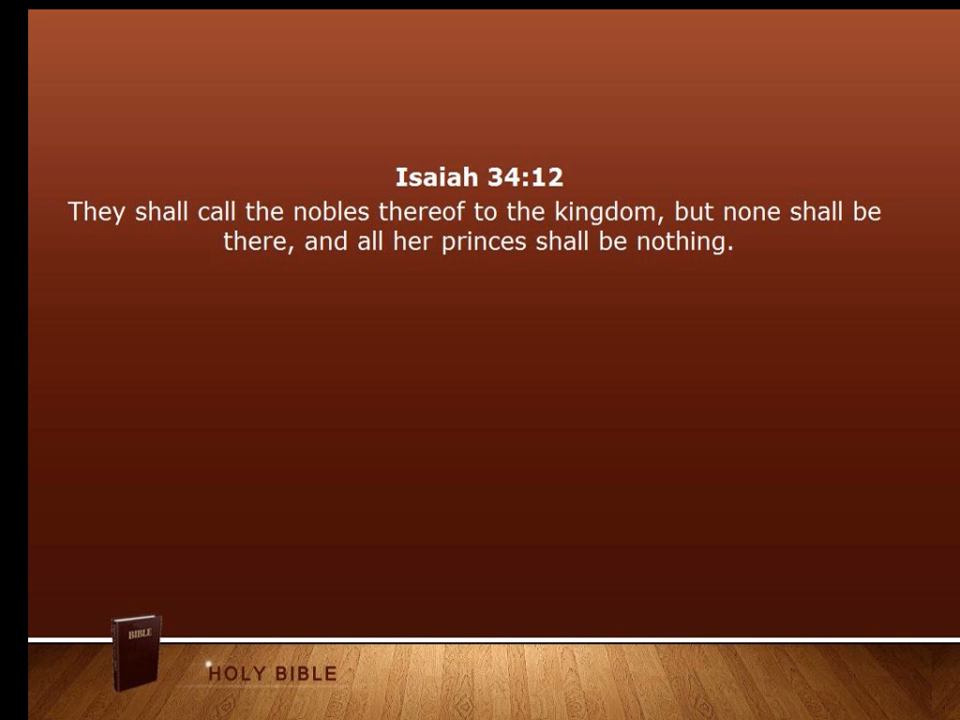 Isaiah 34:12
They shall call the nobles thereof to the kingdom, but none shall be
there, and all her princes shall be nothing.
BIBLE
HOLY BIBLE